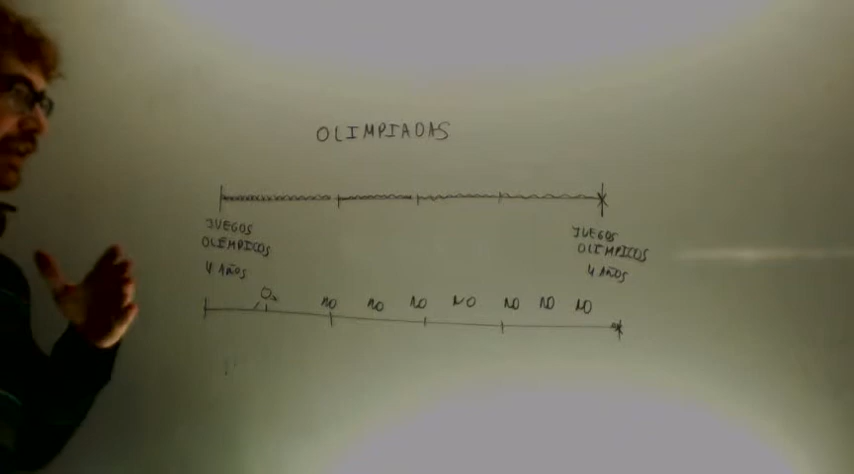 OLIMPIADAS
JUEGOS
OLÍMPICOS
4 AÑOS
JUEGOS
OLIMPICOS
4 AÑOS
NO NO NO NO NO NO NO